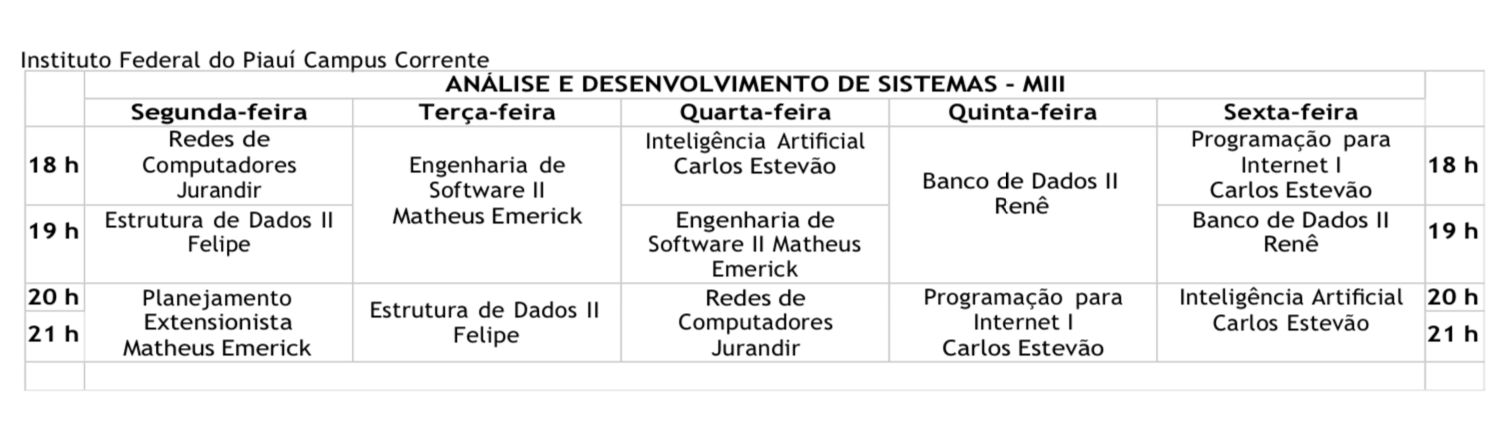 Instituto Federal do Piauí Campus Corrente
ANÁLISE E DESENVOLVIMENTO DE SISTEMAS - MIII
Segunda-feira Terça-feira Quarta-feira Quinta-feira Sexta-feira
18 h
Redes de
Computadores
Jurandir
Engenharia de
Software II
Matheus Emerick
Inteligência Artificial
Carlos Estevão
Banco de Dados II
Renê
Programação para
Internet I
Carlos Estevão
18 h
19 h
Estrutura de Dados II
Felipe
Engenharia de
Software II Matheus
Emerick
Banco de Dados II
Renê
19 h
20 h
21 h
Planejamento
Extensionista
Matheus Emerick
Estrutura de Dados II
Felipe
Redes de
Computadores
Jurandir
Programação para
Internet I
Carlos Estevão
Inteligência Artificial
Carlos Estevão
20 h
21 h